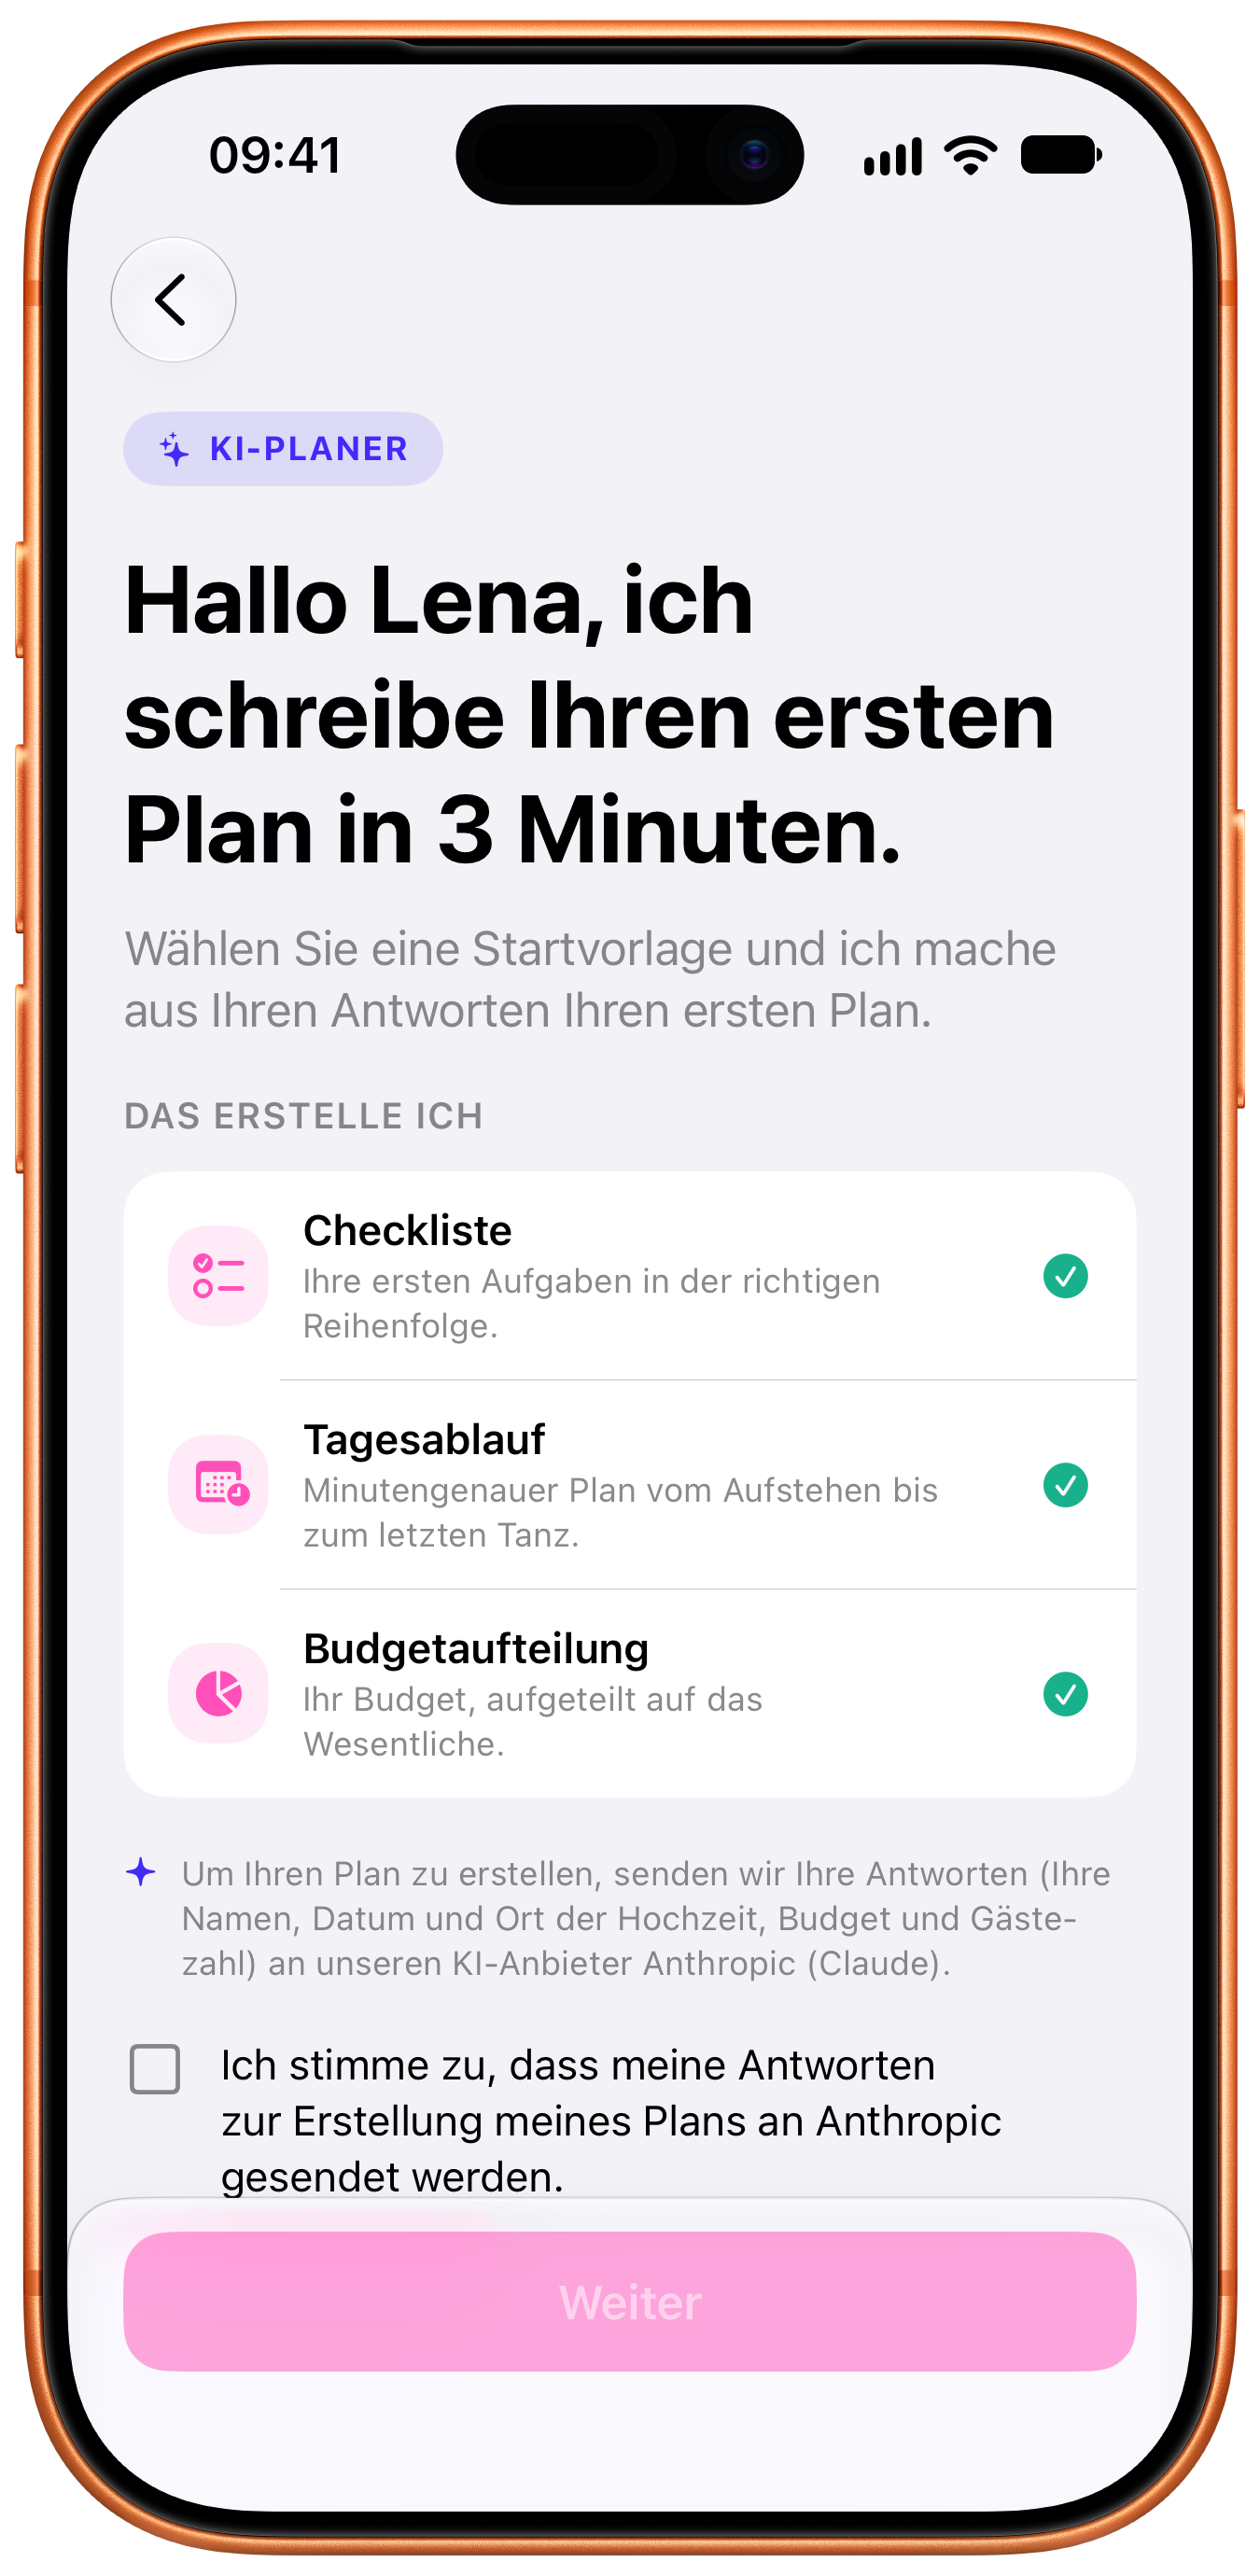 09:41
KI-PLANER
Hallo Lena, ich
schreibe Ihren ersten
Plan in 3 Minuten.
Wählen Sie eine Startvorlage und ich mache
aus Ihren Antworten Ihren ersten Plan.
DAS ERSTELLE ICH
Checkliste
Ihre ersten Aufgaben in der richtigen
Reihenfolge.
Tagesablauf
Minutengenauer Plan vom Aufstehen bis
zum letzten Tanz.
Budgetaufteilung
Ihr Budget, aufgeteilt auf das
Wesentliche.
Um Ihren Plan zu erstellen, senden wir Ihre Antworten (Ihre
Namen, Datum und Ort der Hochzeit, Budget und Gäste-
zahl) an unseren KI-Anbieter Anthropic (Claude).
Ich stimme zu, dass meine Antworten
zur Erstellung meines Plans an Anthropic
gesendet werden.
Weiter